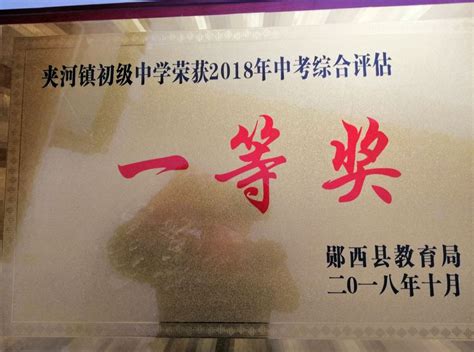 夹河镇初级中学荣获2018年中考综合评估
一等奖
郧西县教育局
二〇一八年十月